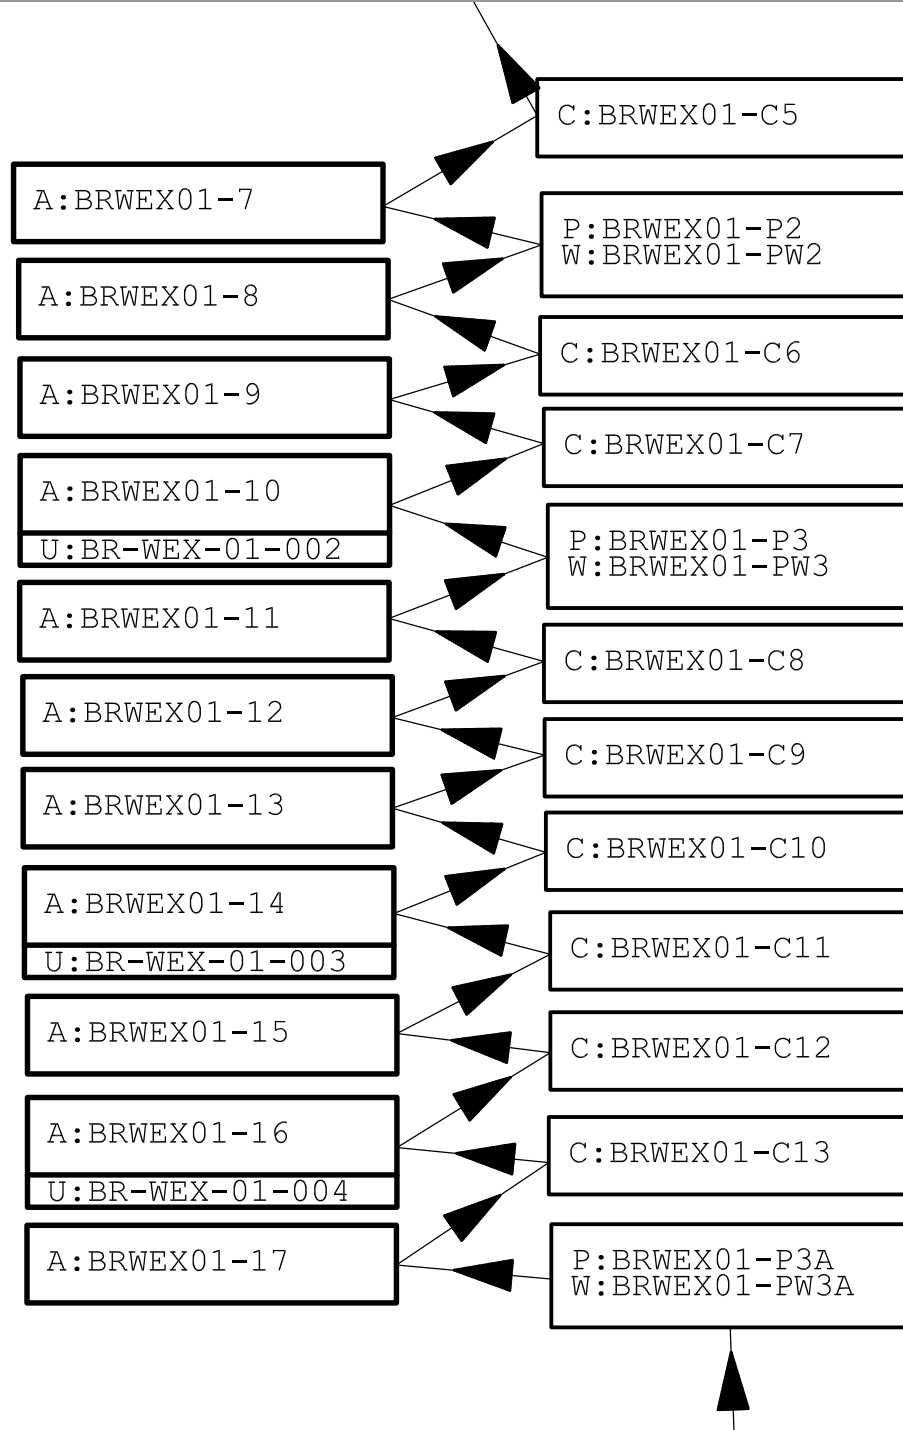 C:BRWEX01-C5
A:BRWEX01-7
P:BRWEX01-P2
W:BRWEX01-PW2
A:BRWEX01-8
C:BRWEX01-C6
A:BRWEX01-9
C:BRWEX01-C7
A:BRWEX01-10
U:BR-WEX-01-002
P:BRWEX01-P3
W:BRWEX01-PW3
A:BRWEX01-11
C:BRWEX01-C8
A:BRWEX01-12
C:BRWEX01-C9
A:BRWEX01-13
C:BRWEX01-C10
A:BRWEX01-14
U:BR-WEX-01-003
C:BRWEX01-C11
A:BRWEX01-15
C:BRWEX01-C12
A:BRWEX01-16
U:BR-WEX-01-004
C:BRWEX01-C13
A:BRWEX01-17
P:BRWEX01-P3A
W:BRWEX01-PW3A